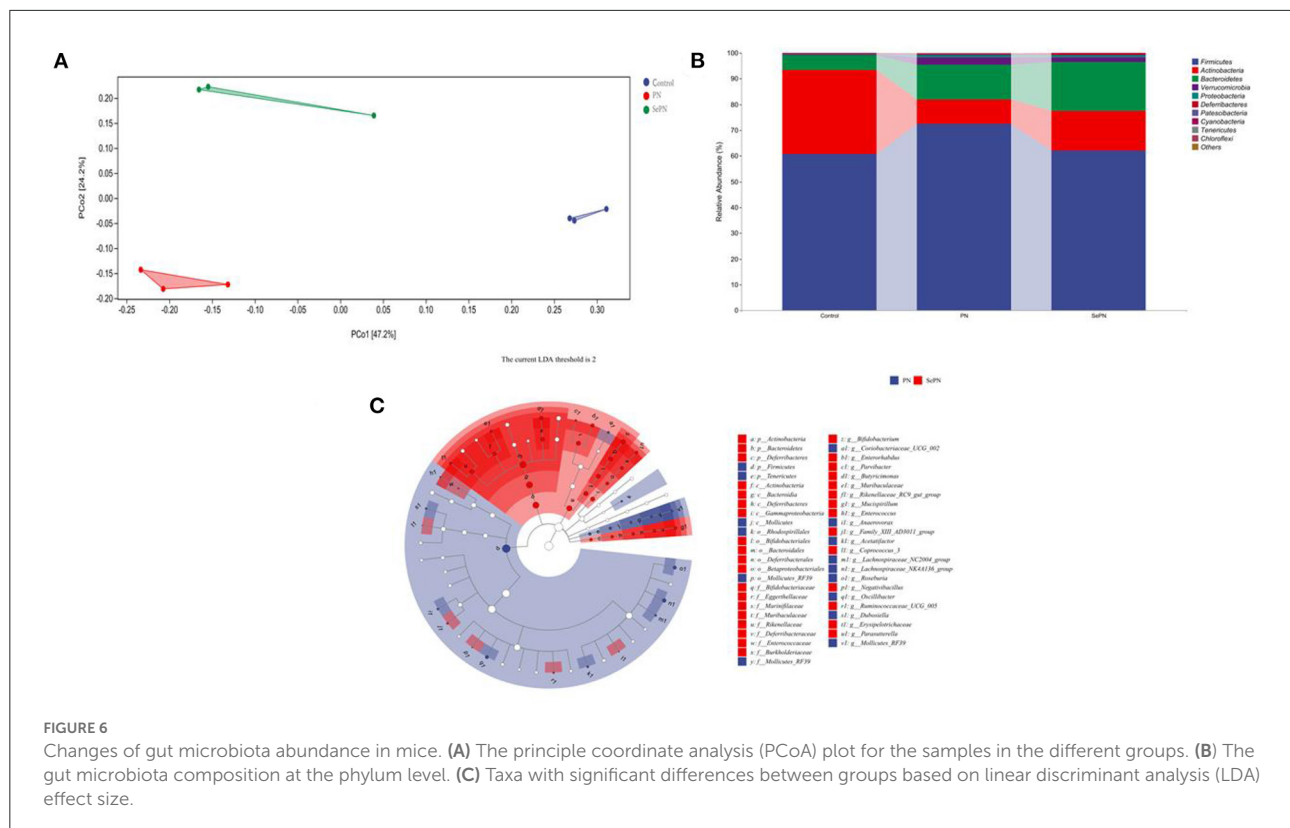 A
PCo2 [24.2%]
0.20
0.15
0.10
0.05
0.00
-0.05
-0.10
-0.15
-0.20
-0.25
-0.20
-0.15
-0.10
-0.05
0.00
0.05
0.10
0.15
0.20
0.25
0.30
PCo1 [47.2%]
Control
PN
SePN
B
Relative Abundance (%)
100
90
80
70
60
50
40
30
20
10
0
Control
PN
SePN
Firmicutes
Actinobacteria
Bacteroidetes
Verrucomicrobia
Proteobacteria
Deferribacteres
Patescibacteria
Cyanobacteria
Tenericutes
Chloroflexi
Others
The current LDA threshold is 2
C
PN
SePN
a: p__Actinobacteria
b: p__Bacteroidetes
c: p__Deferribacteres
d: p__Firmicutes
e: p__Tenericutes
f: c__Actinobacteria
g: c__Bacteroidia
h: c__Deferribacteres
i: c__Gammaproteobacteria
j: c__Mollicutes
k: o__Rhodospirillales
l: o__Bifidobacteriales
m: o__Bacteroidales
n: o__Deferribacterales
o: o__Betaproteobacteriales
p: o__Mollicutes_RF39
q: f__Bifidobacteriaceae
r: f__Eggerthellaceae
s: f__Marinifilaceae
t: f__Muribaculaceae
u: f__Rikenellaceae
v: f__Deferribacteraceae
w: f__Enterococcaceae
x: f__Burkholderiaceae
y: f__Mollicutes_RF39
z: g__Bifidobacterium
a1: g__Coriobacteriaceae_UCG_002
b1: g__Enterorhabdus
c1: g__Parvibacter
d1: g__Butyricimonas
e1: g__Muribaculaceae
f1: g__Rikenellaceae_RC9_gut_group
g1: g__Mucispirillum
h1: g__Enterococcus
i1: g__Anaerovorax
j1: g__Family_XIII_AD3011_group
k1: g__Acetatifactor
l1: g__Coprococcus_3
m1: g__Lachnospiraceae_NC2004_group
n1: g__Lachnospiraceae_NK4A136_group
o1: g__Roseburia
p1: g__Negativibacillus
q1: g__Oscillibacter
r1: g__Ruminococcaceae_UCG_005
s1: g__Dubosiella
t1: g__Erysipelotrichaceae
u1: g__Parasutterella
v1: g__Mollicutes_RF39
FIGURE 6
Changes of gut microbiota abundance in mice. (A) The principle coordinate analysis (PCoA) plot for the samples in the different groups. (B) The
gut microbiota composition at the phylum level. (C) Taxa with significant differences between groups based on linear discriminant analysis (LDA)
effect size.